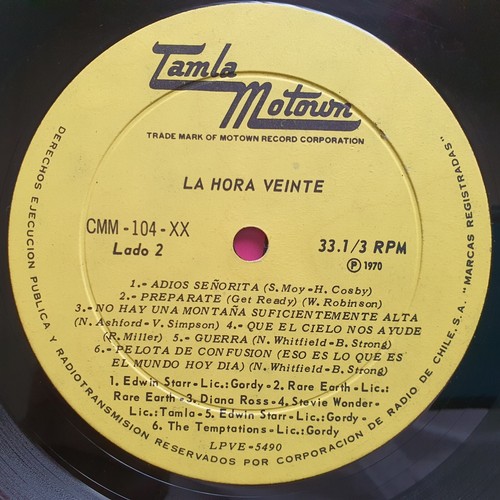 Tamla
Motown
TRADE MARK OF MOTOWN RECORD CORPORATION
LA HORA VEINTE
CMM-104-XX
Lado 2
33.1/3 RPM
Ⓟ 1970
1.- ADIOS SEÑORITA (S. Moy-H. Cosby)
2.- PREPARATE (Get Ready) (W. Robinson)
3.- NO HAY UNA MONTAÑA SUFICIENTEMENTE ALTA
(N. Ashford-V. Simpson) 4.- QUE EL CIELO NOS AYUDE
(R. Miller) 5.- GUERRA (N. Whitfield-B. Strong)
6.- PELOTA DE CONFUSION (ESO ES LO QUE ES
EL MUNDO HOY DIA) (N. Whitfield-B. Strong)
1. Edwin Starr-Lic.:Gordy-2. Rare Earth-Lic.:
Rare Earth-3. Diana Ross-4. Stevie Wonder-
Lic.:Tamla-5. Edwin Starr-Lic.:Gordy-
6. The Temptations-Lic.:Gordy
LPVE-5490
DERECHOS EJECUCION PUBLICA Y RADIOTRANSMISION RESERVADOS POR CORPORACION DE RADIO DE CHILE, S.A. "MARCAS REGISTRADAS"